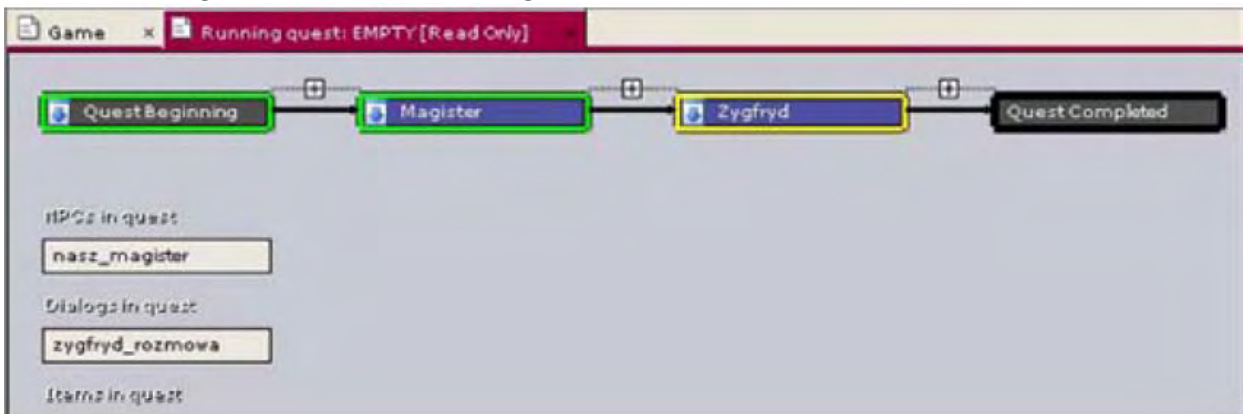 Game x Running quest: EMPTY [Read Only]
Quest Beginning Magister Zygfryd Quest Completed
NPCs in quest
nasz_magister
Dialogs in quest
zygfryd_rozmowa
Items in quest